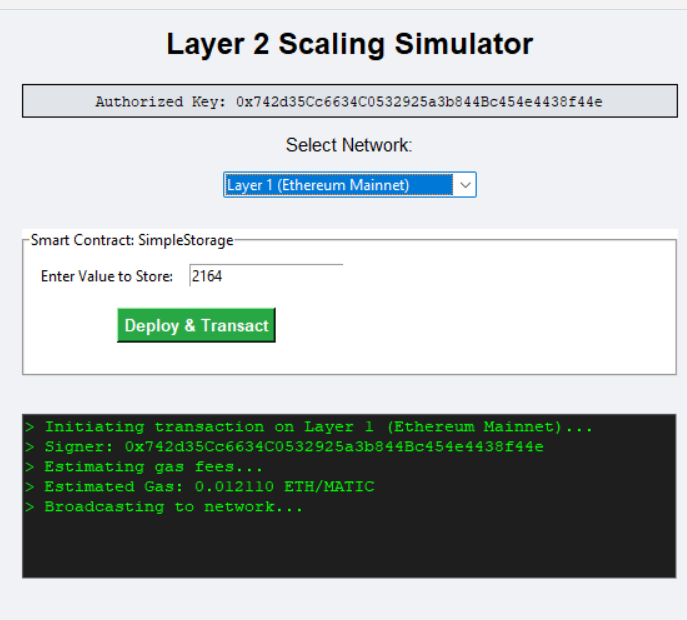 Layer 2 Scaling Simulator
Authorized Key: 0x742d35Cc6634C0532925a3b844Bc454e4438f44e
Select Network:
Layer 1 (Ethereum Mainnet)
Smart Contract: SimpleStorage
Enter Value to Store: 2164
Deploy & Transact
> Initiating transaction on Layer 1 (Ethereum Mainnet)...
> Signer: 0x742d35Cc6634C0532925a3b844Bc454e4438f44e
> Estimating gas fees...
> Estimated Gas: 0.012110 ETH/MATIC
> Broadcasting to network...